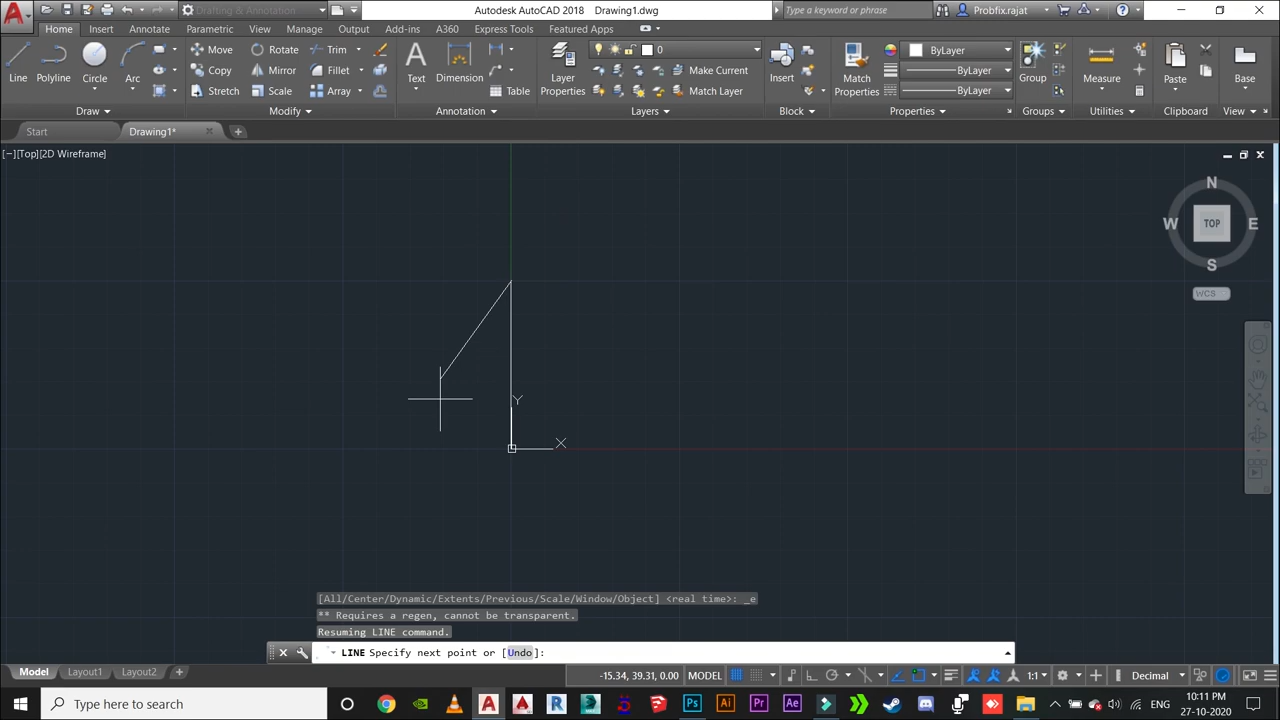 Drafting & Annotation
Autodesk AutoCAD 2018 Drawing1.dwg
Type a keyword or phrase
Probfix.rajat
Home Insert Annotate Parametric View Manage Output Add-ins A360 Express Tools Featured Apps
Line Polyline Circle Arc
Move Rotate Trim
Copy Mirror Fillet
Stretch Scale Array
Text Dimension Table
Layer Properties
0
Make Current
Match Layer
Insert
Match Properties
ByLayer
ByLayer
ByLayer
Group
Measure
Paste
Base
Draw Modify Annotation Layers Block Properties Groups Utilities Clipboard View
Start Drawing1*
[−][Top][2D Wireframe]
N
W TOP E
S
WCS
Y
X
[All/Center/Dynamic/Extents/Previous/Scale/Window/Object] <real time>: _e
** Requires a regen, cannot be transparent.
Resuming LINE command.
LINE Specify next point or [Undo]:
Model Layout1 Layout2
-15.34, 39.31, 0.00 MODEL 1:1 Decimal
Type here to search
ENG
10:11 PM
27-10-2020